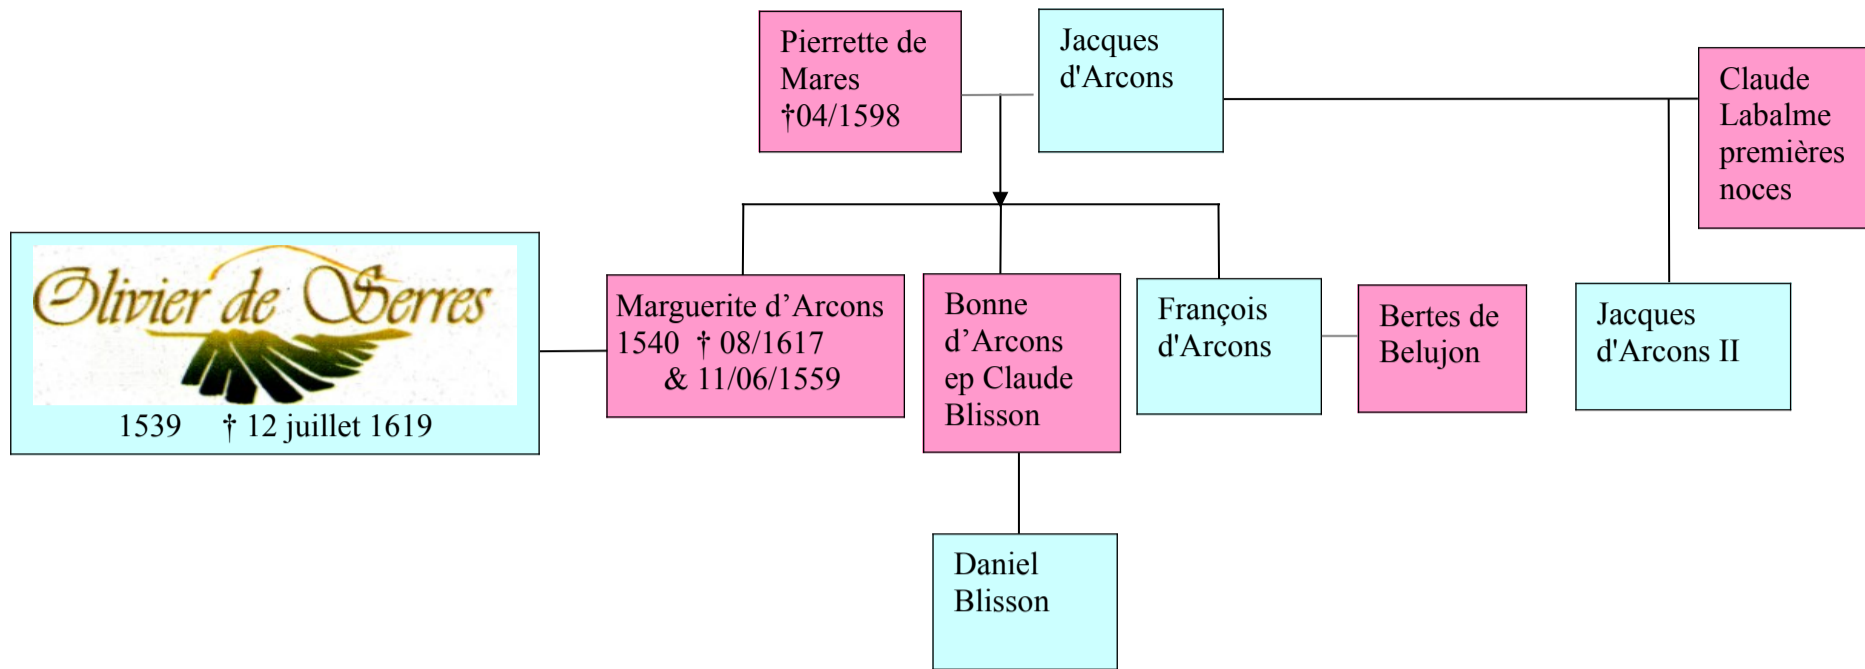 Pierrette de
Mares
†04/1598
Jacques
d'Arcons
Claude
Labalme
premières
noces
Olivier de Serres
1539 † 12 juillet 1619
Marguerite d’Arcons
1540 † 08/1617
& 11/06/1559
Bonne
d’Arcons
ep Claude
Blisson
François
d'Arcons
Bertes de
Belujon
Jacques
d'Arcons II
Daniel
Blisson